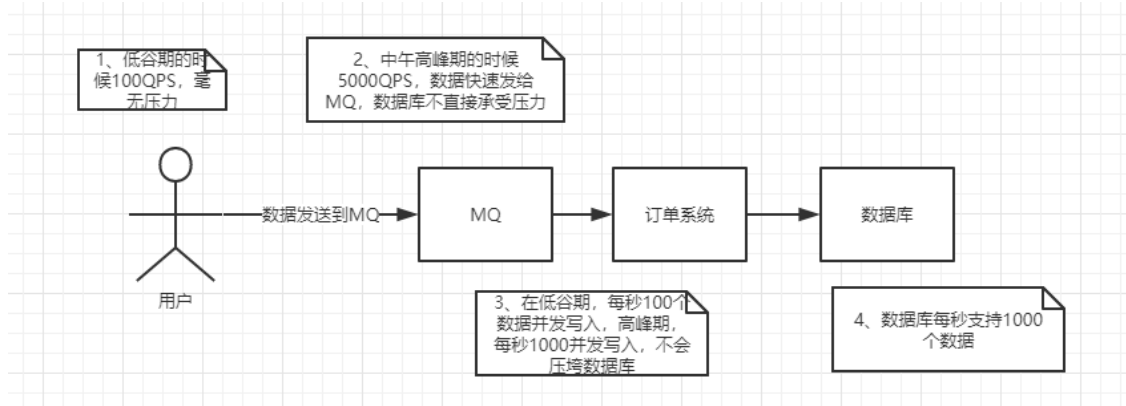 1、低谷期的时
候100QPS，毫
无压力
2、中午高峰期的时候
5000QPS，数据快速发给
MQ，数据库不直接承受压力
数据发送到MQ
MQ
订单系统
数据库
用户
3、在低谷期，每秒100个
数据并发写入，高峰期，
每秒1000并发写入，不会
压垮数据库
4、数据库每秒支持1000
个数据